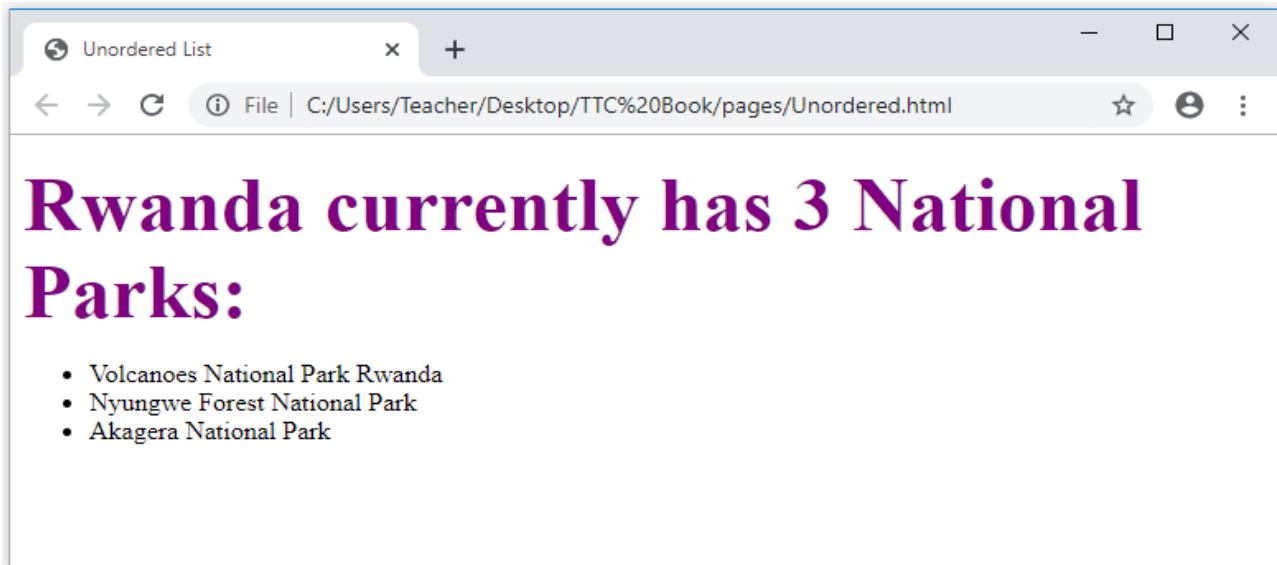 Unordered List
File C:/Users/Teacher/Desktop/TTC%20Book/pages/Unordered.html
Rwanda currently has 3 National
Parks:
• Volcanoes National Park Rwanda
• Nyungwe Forest National Park
• Akagera National Park